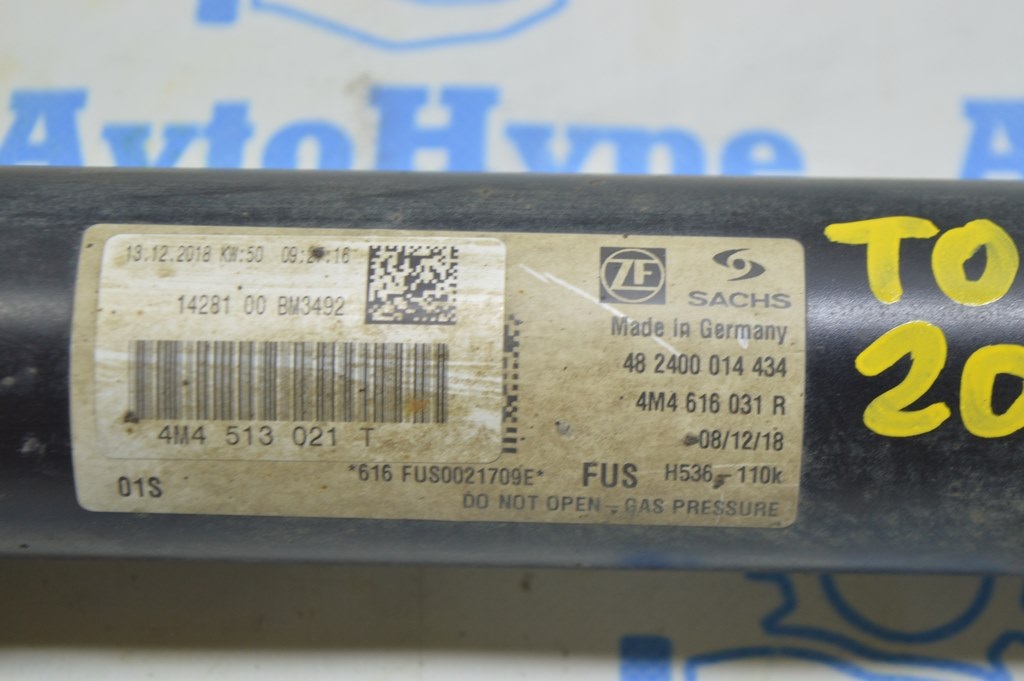 AvtoHype
13.12.2018 KW:50
14281 00 BM3492
4M4 513 021 T
01S
ZF
SACHS
Made in Germany
48 2400 014 434
4M4 616 031 R
08/12/18
*616 FUS0021709E*
FUS H536 - 110k
DO NOT OPEN - GAS PRESSURE
TO
20